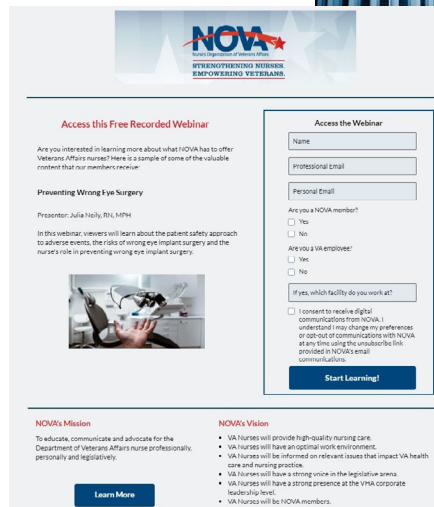 NOVA
Nurses Organization of Veterans Affairs
STRENGTHENING NURSES.
EMPOWERING VETERANS.
Access this Free Recorded Webinar
Are you interested in learning more about what NOVA has to offer
Veterans Affairs nurses? Here is a sample of some of the valuable
content that our members receive:
Preventing Wrong Eye Surgery
Presenter: Julia Neily, RN, MPH
In this webinar, viewers will learn about the patient safety approach
to adverse events, the risks of wrong eye implant surgery and the
nurse's role in preventing wrong eye implant surgery.
Access the Webinar
Name
Professional Email
Personal Email
Are you a NOVA member?
Yes
No
Are you a VA employee?
Yes
No
If yes, which facility do you work at?
I consent to receive digital
communications from NOVA. I
understand I may change my preferences
or opt-out of communications with NOVA
at any time using the unsubscribe link
provided in NOVA's email
communications.
Start Learning!
NOVA's Mission
To educate, communicate and advocate for the
Department of Veterans Affairs nurse professionally,
personally and legislatively.
Learn More
NOVA's Vision
• VA Nurses will provide high-quality nursing care.
• VA Nurses will have an optimal work environment.
• VA Nurses will be informed on relevant issues that impact VA health
care and nursing practice.
• VA Nurses will have a strong voice in the legislative arena.
• VA Nurses will have a strong presence at the VHA corporate
leadership level.
• VA Nurses will be NOVA members.